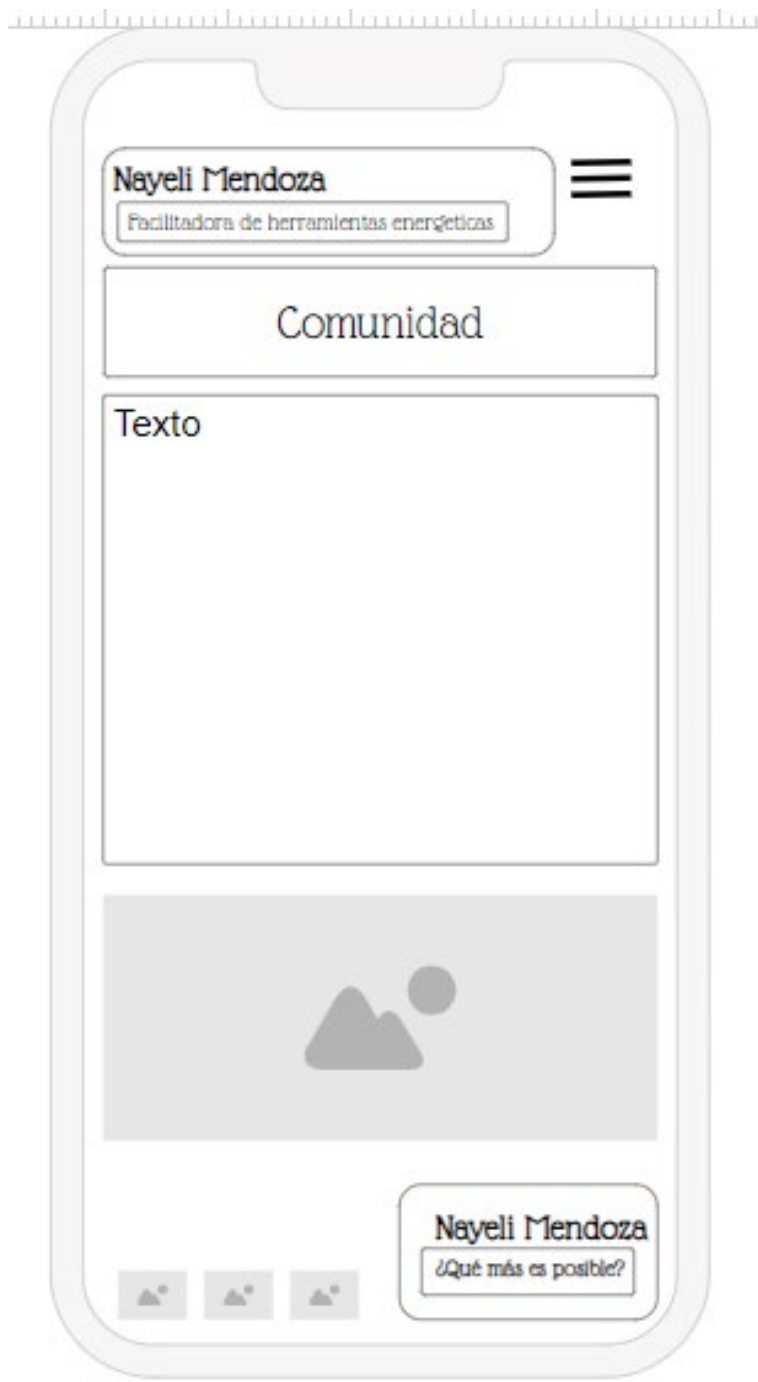 Nayeli Mendoza
Facilitadora de herramientas energeticas
Comunidad
Texto
Nayeli Mendoza
¿Qué más es posible?